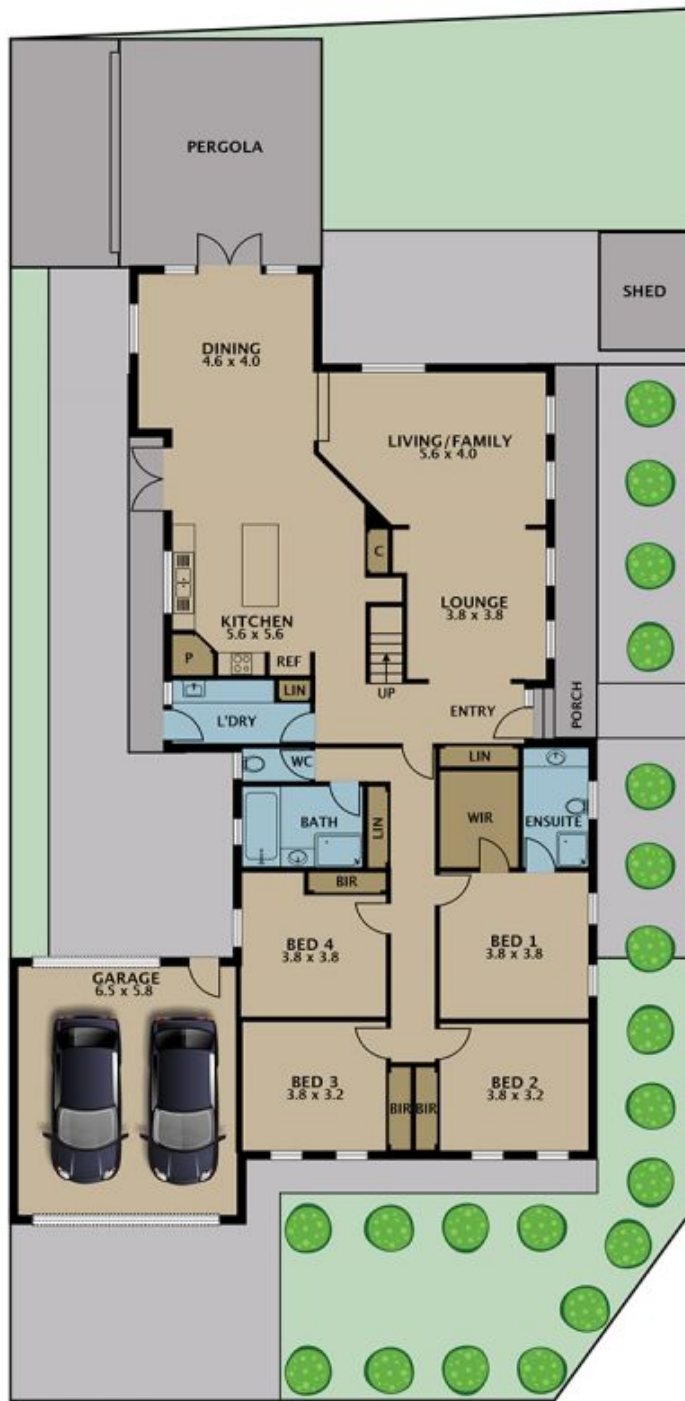 PERGOLA
SHED
DINING
4.6 x 4.0
LIVING/FAMILY
5.6 x 4.0
C
LOUNGE
3.8 x 3.8
KITCHEN
5.6 x 5.6
P
REF
UP
LIN
L'DRY
ENTRY
PORCH
WC
LIN
BATH
LIN
WIR
ENSUITE
BIR
BED 4
3.8 x 3.8
BED 1
3.8 x 3.8
GARAGE
6.5 x 5.8
BED 3
3.8 x 3.2
BIR
BIR
BED 2
3.8 x 3.2